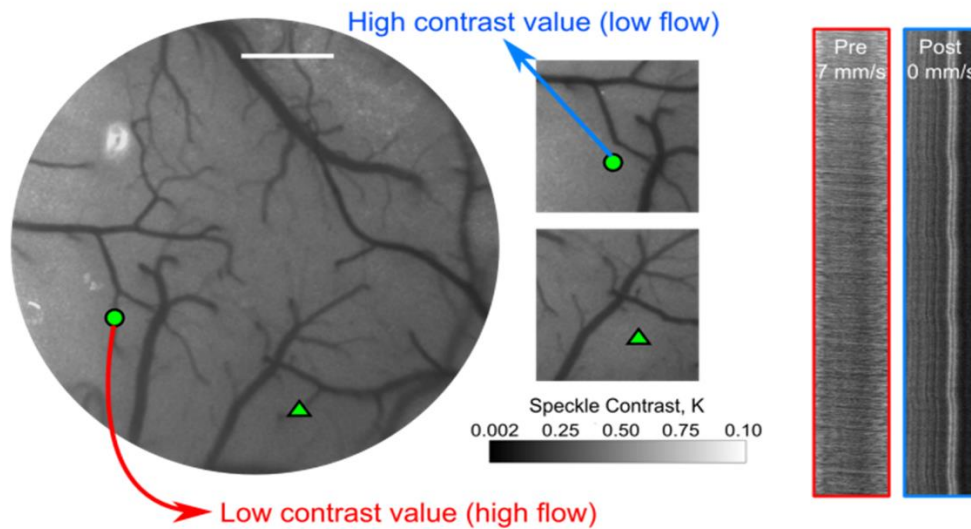 High contrast value (low flow)
Pre
7 mm/s
Post
0 mm/s
Speckle Contrast, K
0.002 0.25 0.50 0.75 0.10
Low contrast value (high flow)